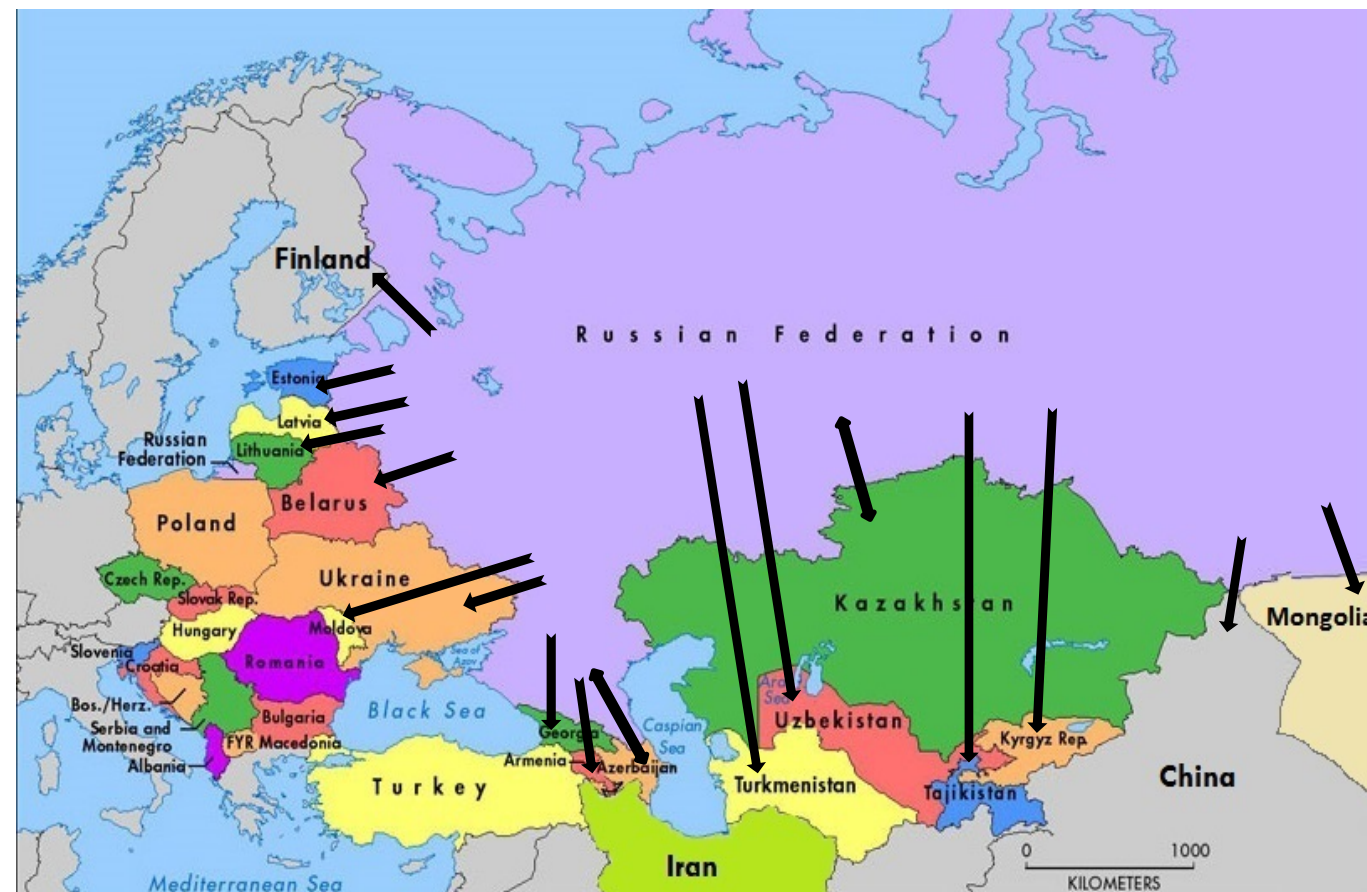 Finland
Russian Federation
Estonia
Latvia
Russian
Federation
Lithuania
Belarus
Poland
Czech Rep.
Ukraine
Slovak Rep.
Kazakhstan
Mongolia
Hungary
Moldova
Slovenia
Croatia
Romania
Sea of
Azov
Aral
Sea
Bos./Herz.
Bulgaria
Black Sea
Caspian
Sea
Uzbekistan
Serbia and
Montenegro
FYR Macedonia
Georgia
Kyrgyz Rep.
Albania
Armenia
Azerbaijan
Turkey
Turkmenistan
Tajikistan
China
Iran
0 1000
KILOMETERS
Mediterranean Sea